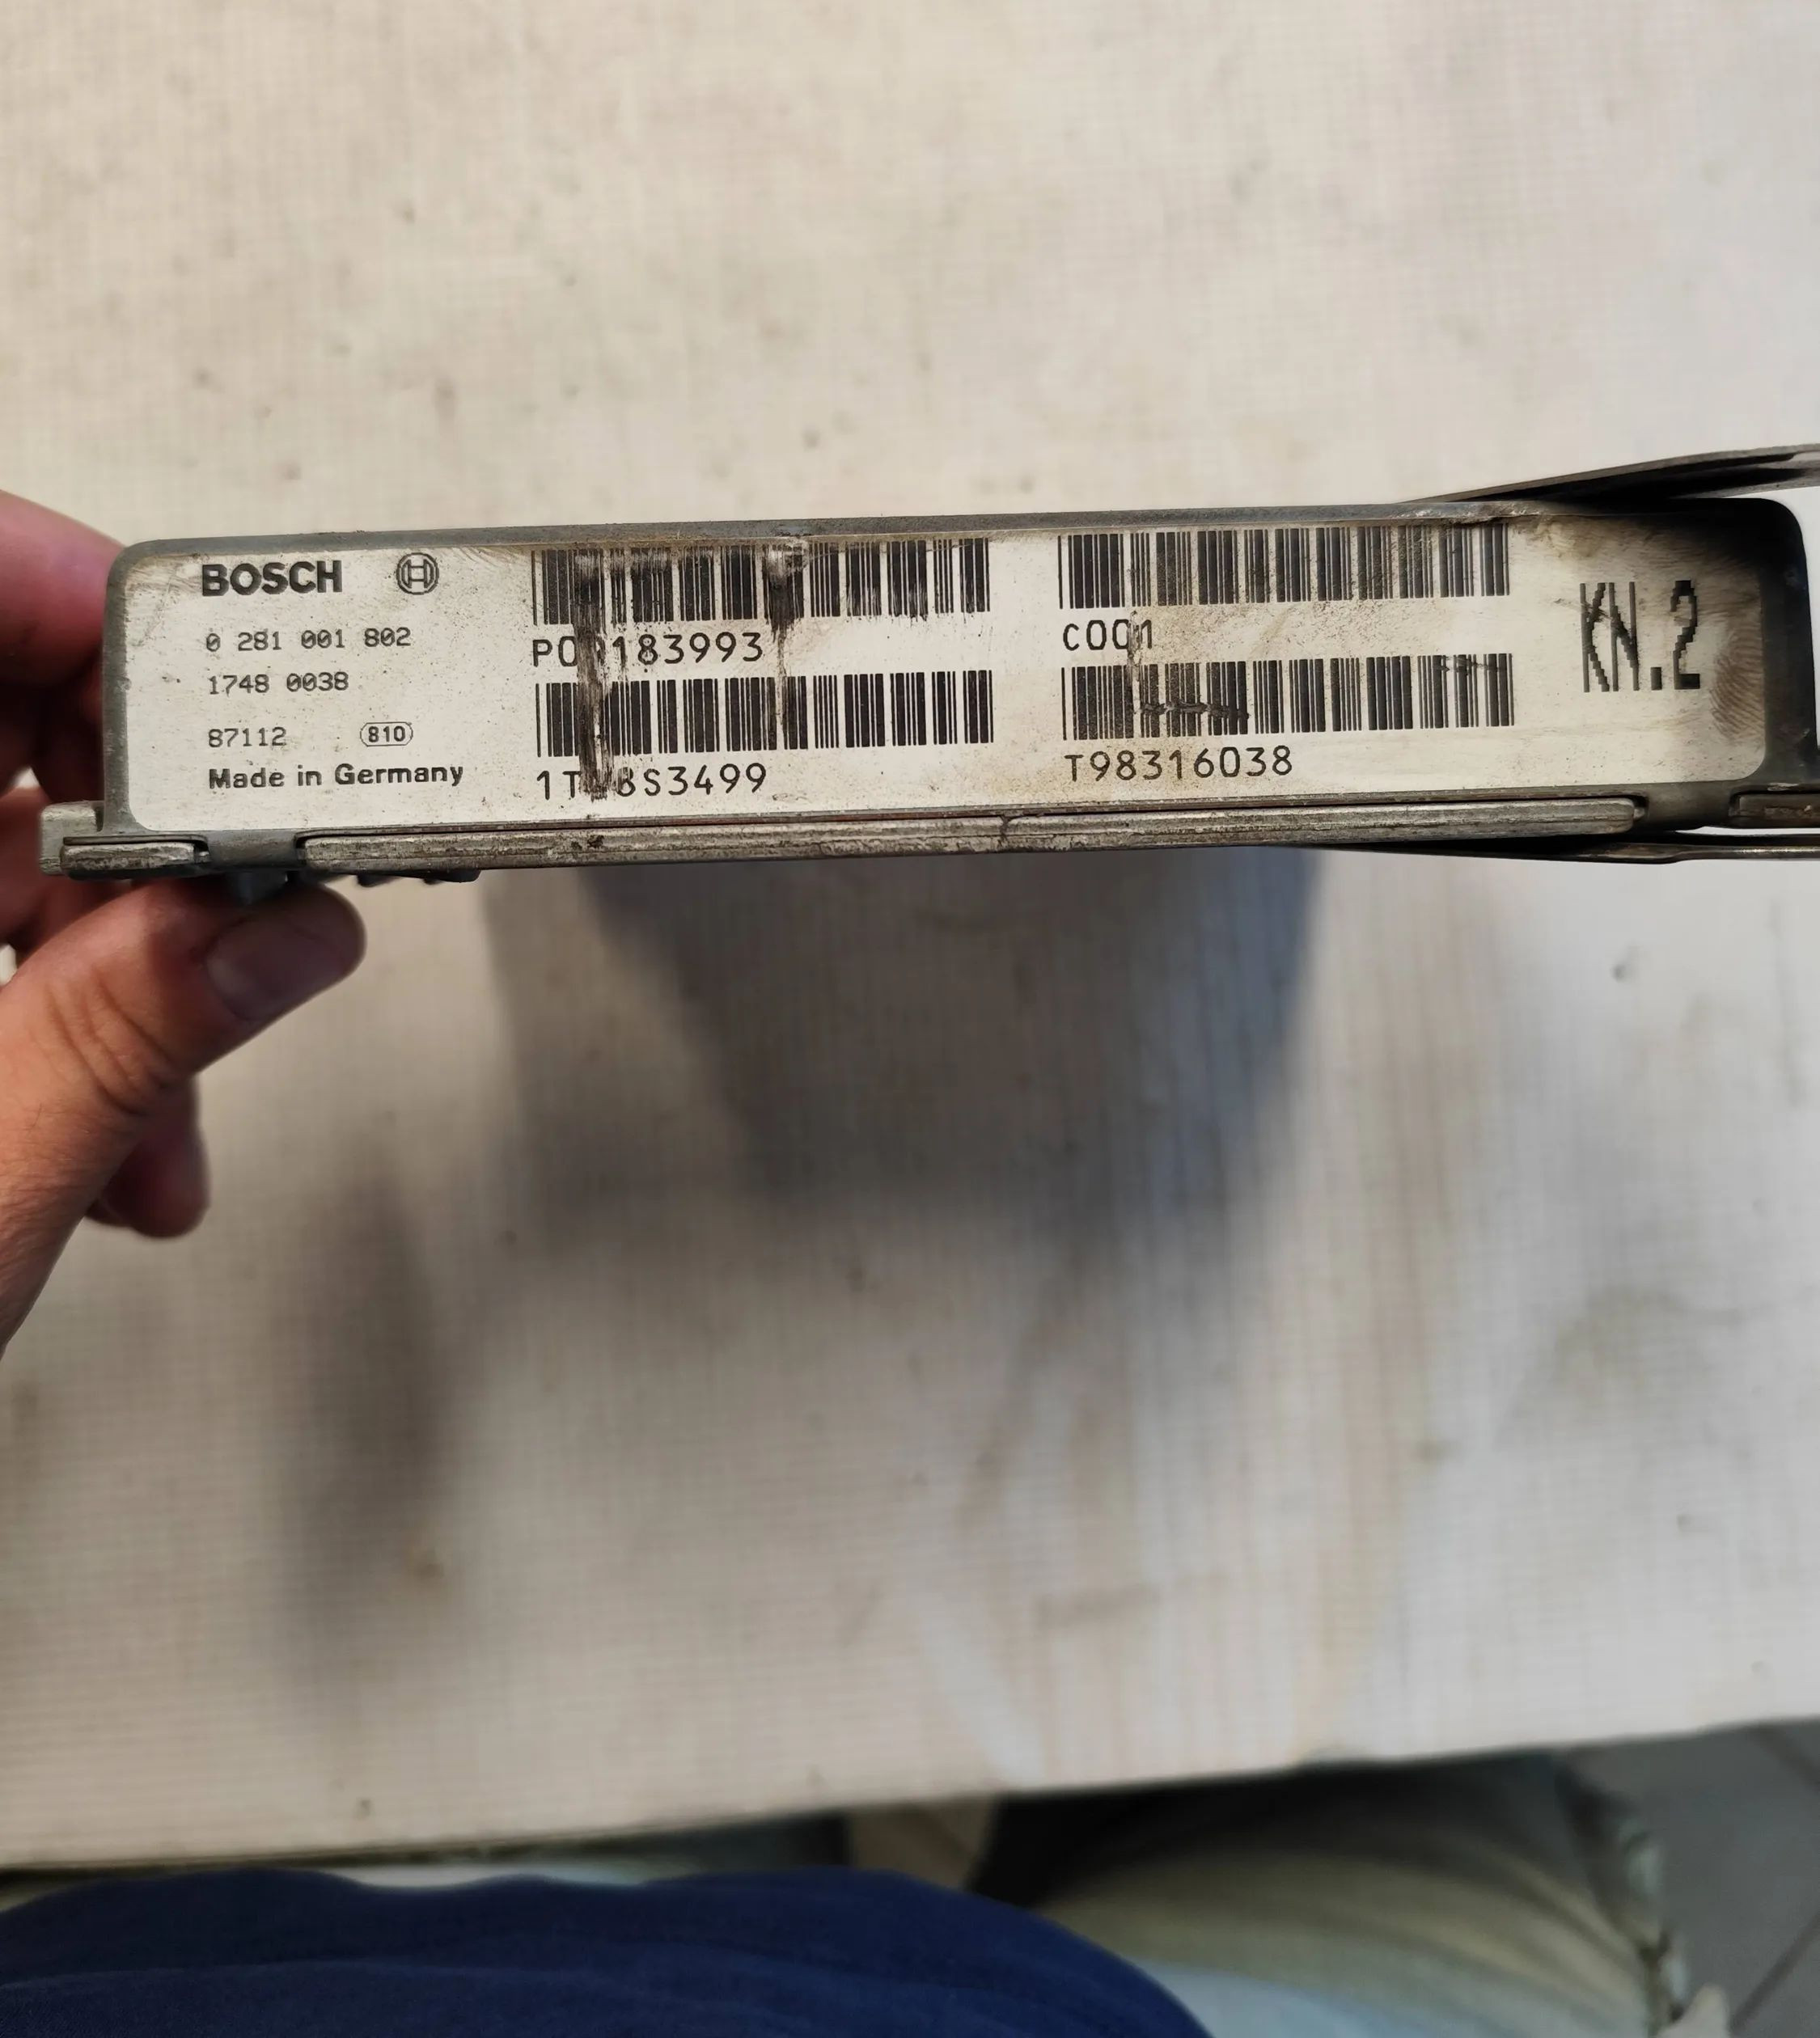 BOSCH
0 281 001 802
1748 0038
87112 810
Made in Germany
C001
T98316038
KN.2